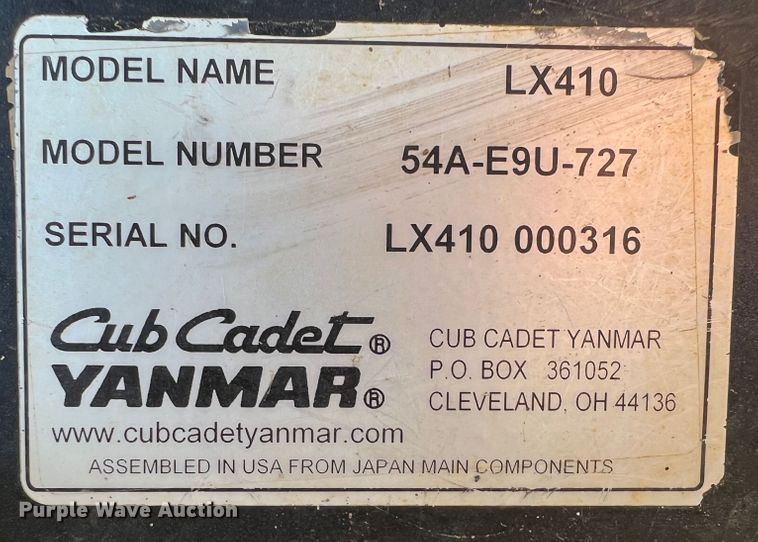 MODEL NAME LX410
MODEL NUMBER 54A-E9U-727
SERIAL NO. LX410 000316
Cub Cadet®
YANMAR®
www.cubcadetyanmar.com
CUB CADET YANMAR
P.O. BOX 361052
CLEVELAND, OH 44136
ASSEMBLED IN USA FROM JAPAN MAIN COMPONENTS
Purple Wave Auction